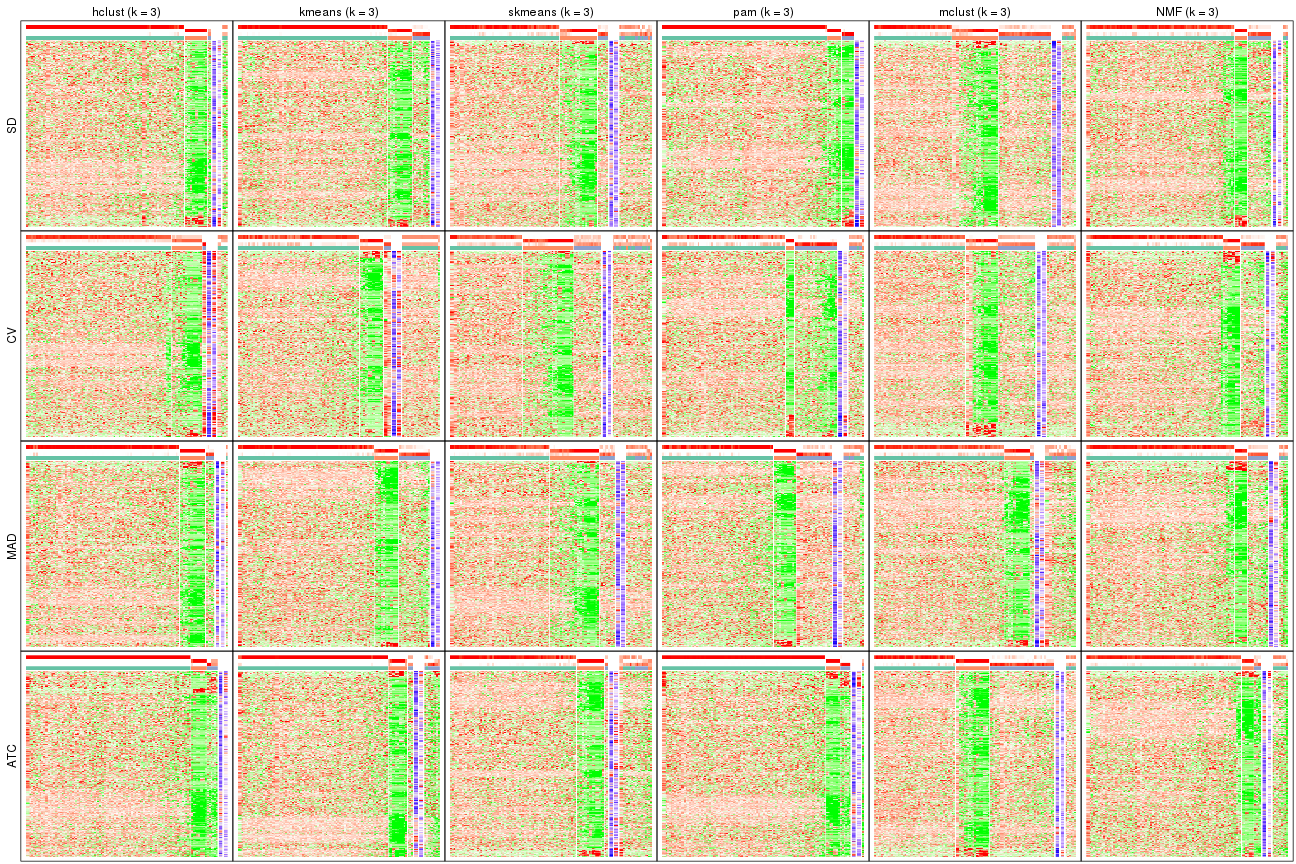 hclust (k = 3) kmeans (k = 3) skmeans (k = 3) pam (k = 3) mclust (k = 3) NMF (k = 3)
SD
CV
MAD
ATC